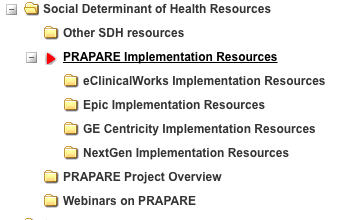 Social Determinant of Health Resources
Other SDH resources
PRAPARE Implementation Resources
eClinicalWorks Implementation Resources
Epic Implementation Resources
GE Centricity Implementation Resources
NextGen Implementation Resources
PRAPARE Project Overview
Webinars on PRAPARE